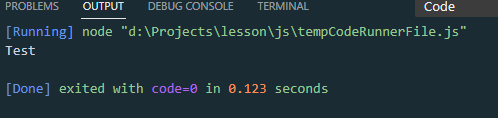 PROBLEMS OUTPUT DEBUG CONSOLE TERMINAL Code
[Running] node "d:\Projects\lesson\js\tempCodeRunnerFile.js"
Test
[Done] exited with code=0 in 0.123 seconds